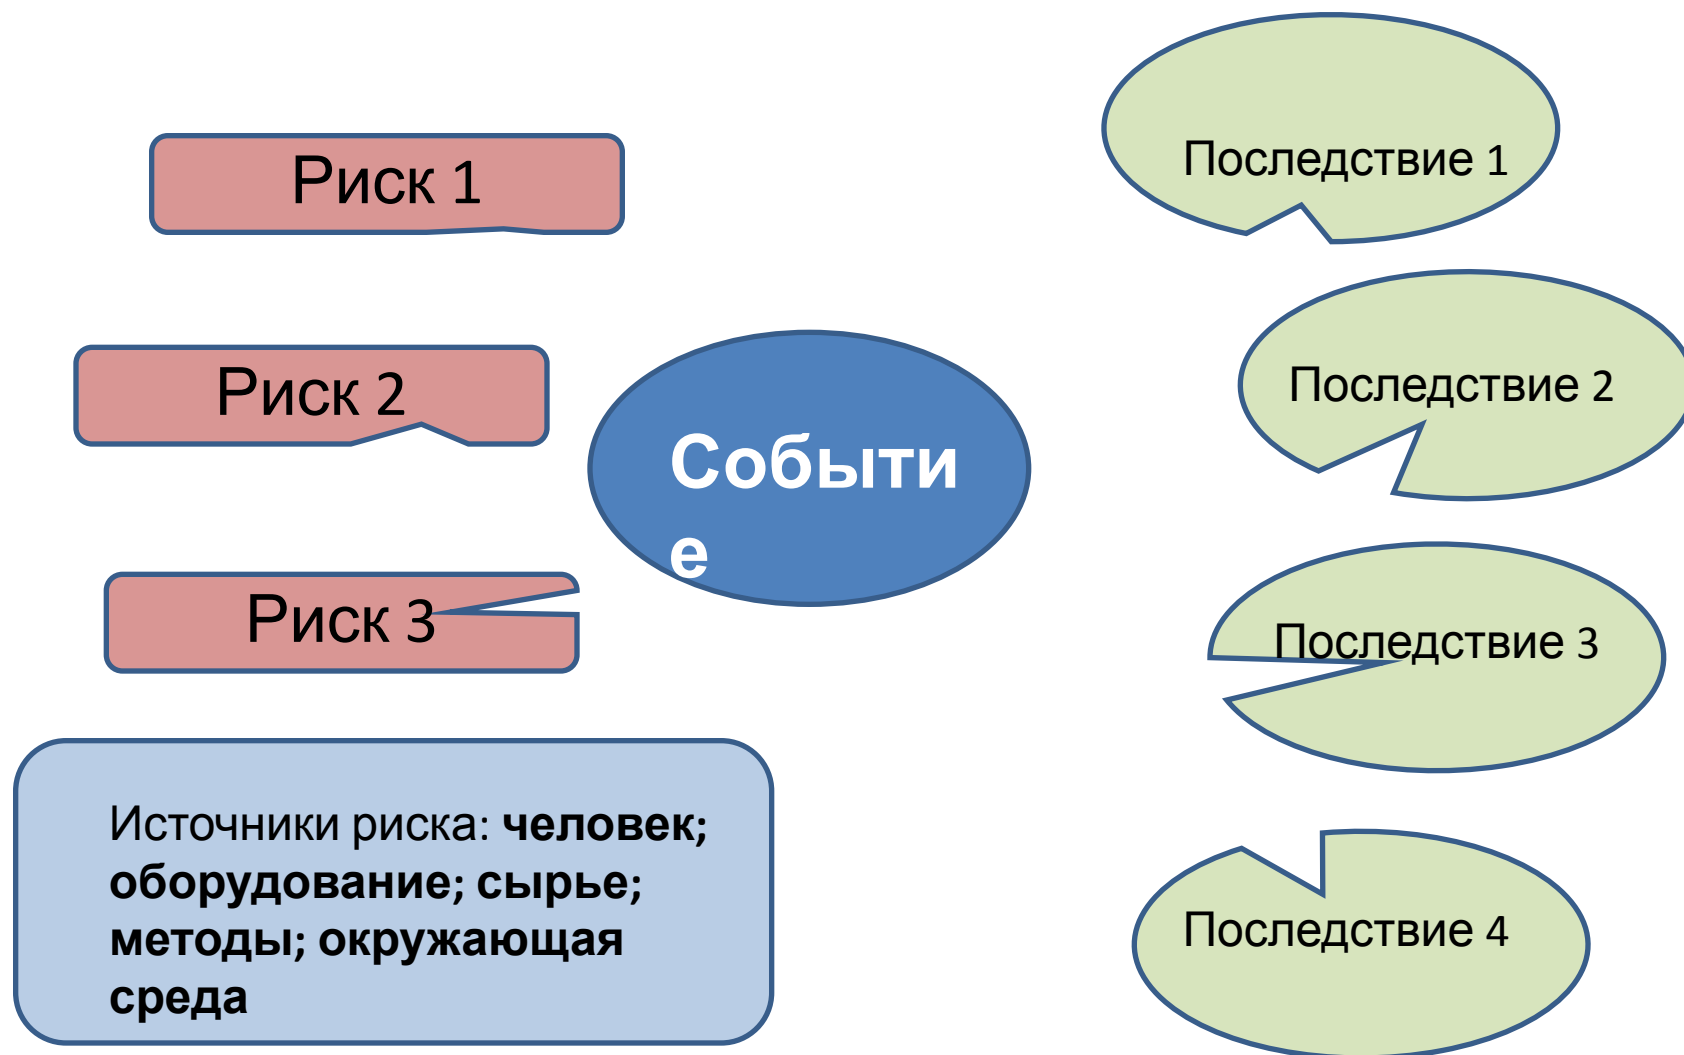 Риск 1
Риск 2
Риск 3
Событи
е
Источники риска: человек;
оборудование; сырье;
методы; окружающая
среда
Последствие 1
Последствие 2
Последствие 3
Последствие 4